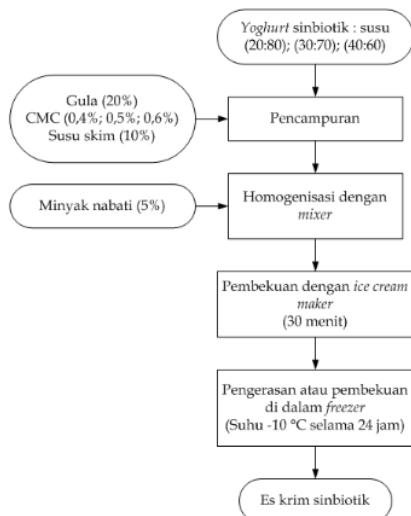 Yoghurt sinbiotik : susu
(20:80); (30:70); (40:60)
Gula (20%)
CMC (0,4%; 0,5%; 0,6%)
Susu skim (10%)
Pencampuran
Minyak nabati (5%)
Homogenisasi dengan
mixer
Pembekuan dengan ice cream
maker
(30 menit)
Pengerasan atau pembekuan
di dalam freezer
(Suhu -10 °C selama 24 jam)
Es krim sinbiotik